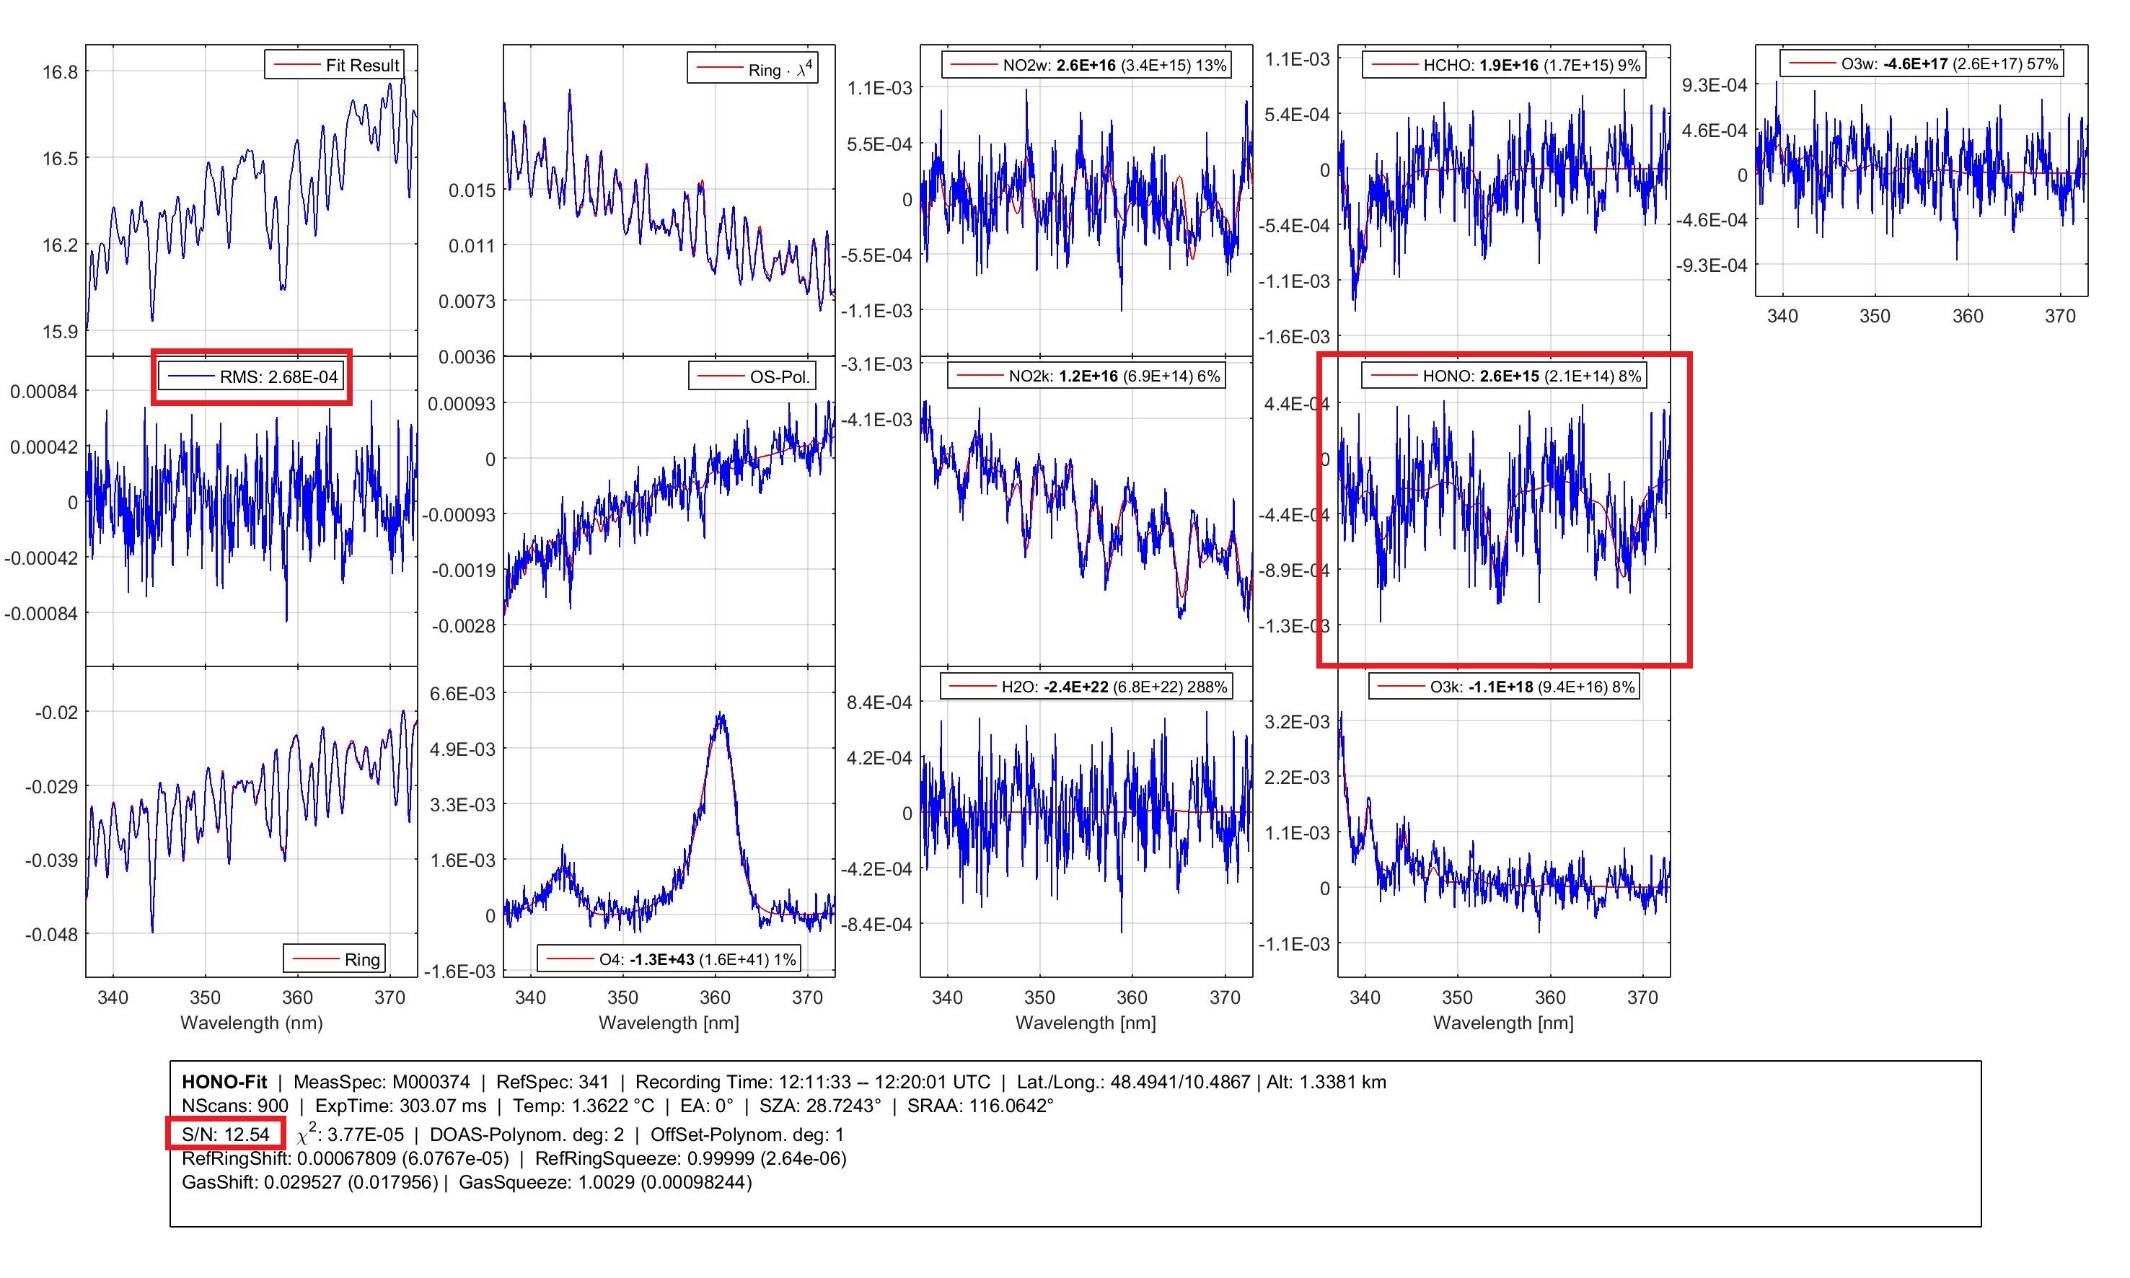 Fit Result
16.8
16.5
16.2
15.9
RMS: 2.68E-04
0.00084
0.00042
0
-0.00042
-0.00084
-0.02
-0.029
-0.039
-0.048
Ring
340 350 360 370
Wavelength (nm)
Ring · λ⁴
0.015
0.011
0.0073
0.0036
OS-Pol.
0.00093
0
-0.00093
-0.0019
-0.0028
6.6E-03
4.9E-03
3.3E-03
1.6E-03
0
-1.6E-03
O4: -1.3E+43 (1.6E+41) 1%
340 350 360 370
Wavelength [nm]
NO2w: 2.6E+16 (3.4E+15) 13%
1.1E-03
5.5E-04
0
-5.5E-04
-1.1E-03
-3.1E-03
NO2k: 1.2E+16 (6.9E+14) 6%
-4.1E-03
H2O: -2.4E+22 (6.8E+22) 288%
8.4E-04
4.2E-04
0
-4.2E-04
-8.4E-04
340 350 360 370
Wavelength [nm]
HCHO: 1.9E+16 (1.7E+15) 9%
1.1E-03
5.4E-04
0
-5.4E-04
-1.1E-03
-1.6E-03
HONO: 2.6E+15 (2.1E+14) 8%
4.4E-04
0
-4.4E-04
-8.9E-04
-1.3E-03
O3k: -1.1E+18 (9.4E+16) 8%
3.2E-03
2.2E-03
1.1E-03
0
-1.1E-03
340 350 360 370
Wavelength [nm]
O3w: -4.6E+17 (2.6E+17) 57%
9.3E-04
4.6E-04
0
-4.6E-04
-9.3E-04
340 350 360 370
HONO-Fit | MeasSpec: M000374 | RefSpec: 341 | Recording Time: 12:11:33 -- 12:20:01 UTC | Lat./Long.: 48.4941/10.4867 | Alt: 1.3381 km
NScans: 900 | ExpTime: 303.07 ms | Temp: 1.3622 °C | EA: 0° | SZA: 28.7243° | SRAA: 116.0642°
S/N: 12.54 χ²: 3.77E-05 | DOAS-Polynom. deg: 2 | OffSet-Polynom. deg: 1
RefRingShift: 0.00067809 (6.0767e-05) | RefRingSqueeze: 0.99999 (2.64e-06)
GasShift: 0.029527 (0.017956) | GasSqueeze: 1.0029 (0.00098244)